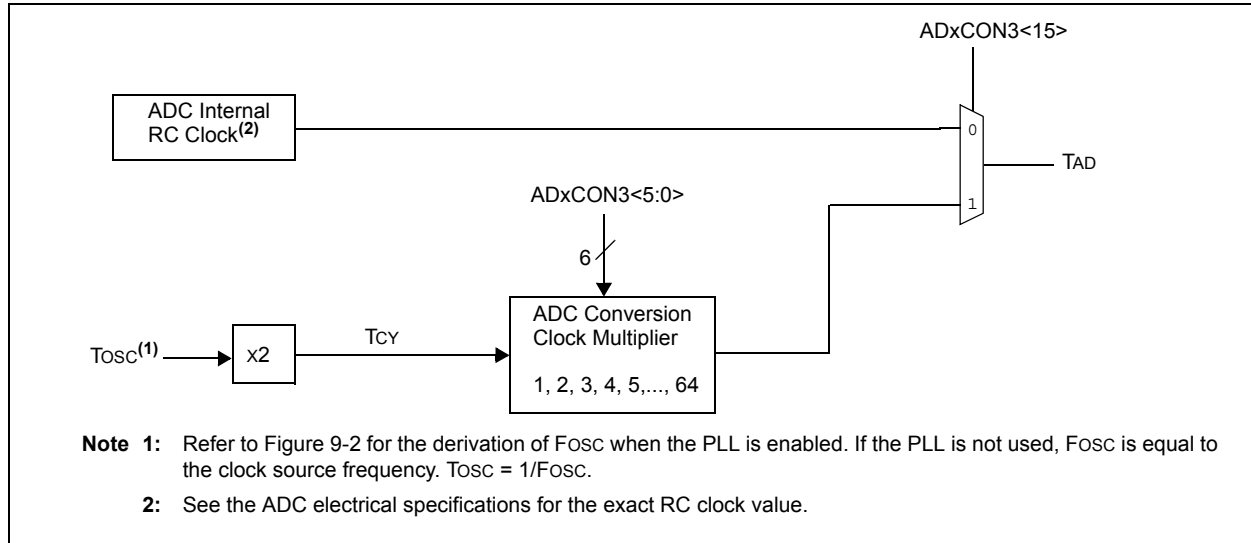 ADxCON3<15>
ADC Internal
RC Clock(2)
0
TAD
ADxCON3<5:0>
1
6
ADC Conversion
Clock Multiplier
TOSC(1)
X2
TCY
1, 2, 3, 4, 5,..., 64
Note 1: Refer to Figure 9-2 for the derivation of FOSC when the PLL is enabled. If the PLL is not used, FOSC is equal to
the clock source frequency. TOSC = 1/FOSC.
2: See the ADC electrical specifications for the exact RC clock value.